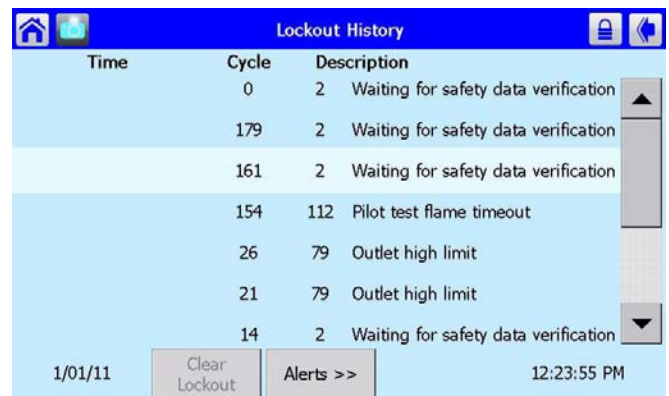 Lockout History
Time Cycle Description
0 2 Waiting for safety data verification
179 2 Waiting for safety data verification
161 2 Waiting for safety data verification
154 112 Pilot test flame timeout
26 79 Outlet high limit
21 79 Outlet high limit
14 2 Waiting for safety data verification
1/01/11 Clear Lockout Alerts >> 12:23:55 PM